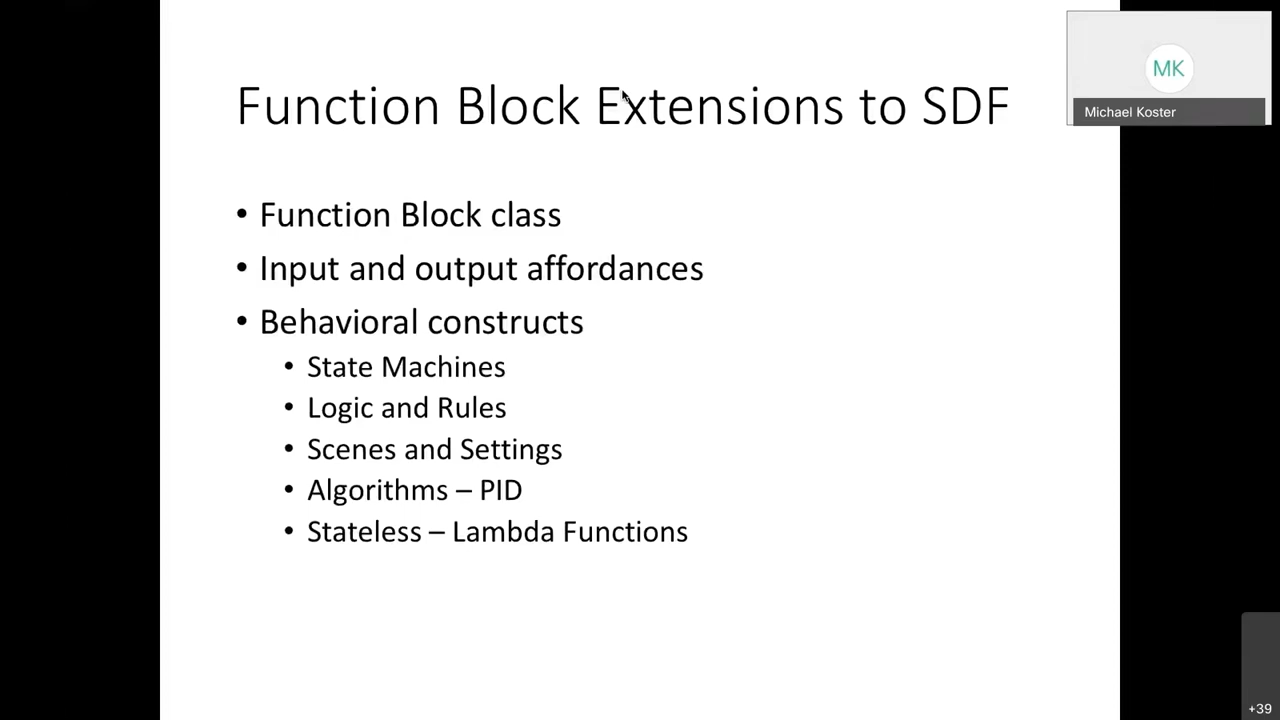 Function Block Extensions to SDF
MK
Michael Koster
• Function Block class
• Input and output affordances
• Behavioral constructs
• State Machines
• Logic and Rules
• Scenes and Settings
• Algorithms – PID
• Stateless – Lambda Functions
+39